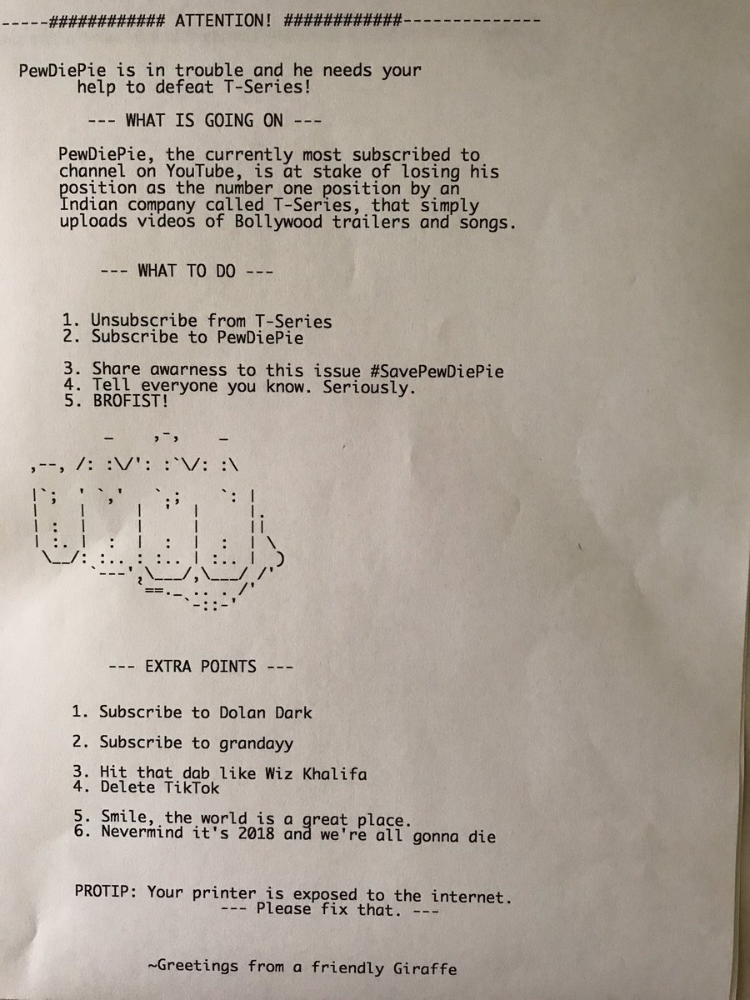 -----############ ATTENTION! ############---------------
PewDiePie is in trouble and he needs your
help to defeat T-Series!
--- WHAT IS GOING ON ---
PewDiePie, the currently most subscribed to
channel on YouTube, is at stake of losing his
position as the number one position by an
Indian company called T-Series, that simply
uploads videos of Bollywood trailers and songs.
--- WHAT TO DO ---
1. Unsubscribe from T-Series
2. Subscribe to PewDiePie
3. Share awarness to this issue #SavePewDiePie
4. Tell everyone you know. Seriously.
5. BROFIST!
--- EXTRA POINTS ---
1. Subscribe to Dolan Dark
2. Subscribe to grandayy
3. Hit that dab like Wiz Khalifa
4. Delete TikTok
5. Smile, the world is a great place.
6. Nevermind it's 2018 and we're all gonna die
PROTIP: Your printer is exposed to the internet.
--- Please fix that. ---
~Greetings from a friendly Giraffe